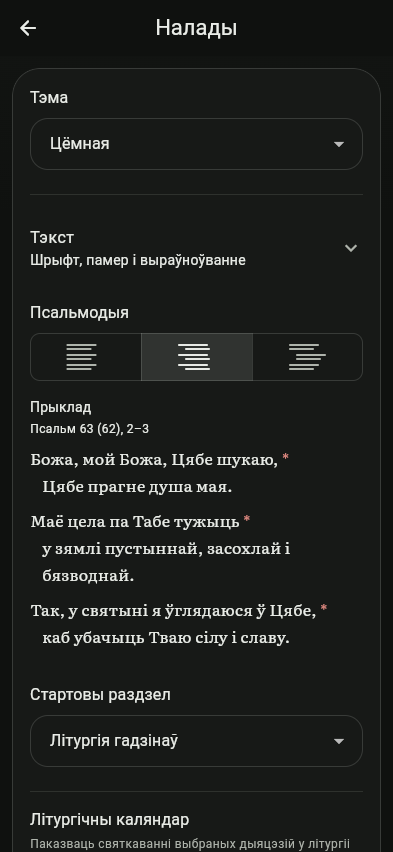 Налады
Тэма
Цёмная
Тэкст
Шрыфт, памер і выраўноўванне
Псальмодыя
Прыклад
Псальм 63 (62), 2–3
Божа, мой Божа, Цябе шукаю, *
Цябе прагне душа мая.
Маё цела па Табе тужыць *
у зямлі пустыннай, засохлай і
бязводнай.
Так, у святыні я ўглядаюся ў Цябе, *
каб убачыць Тваю сілу і славу.
Стартовы раздзел
Літургія гадзінаў
Літургічны каляндар
Паказваць святкаванні выбраных дыяцэзій у літургіі